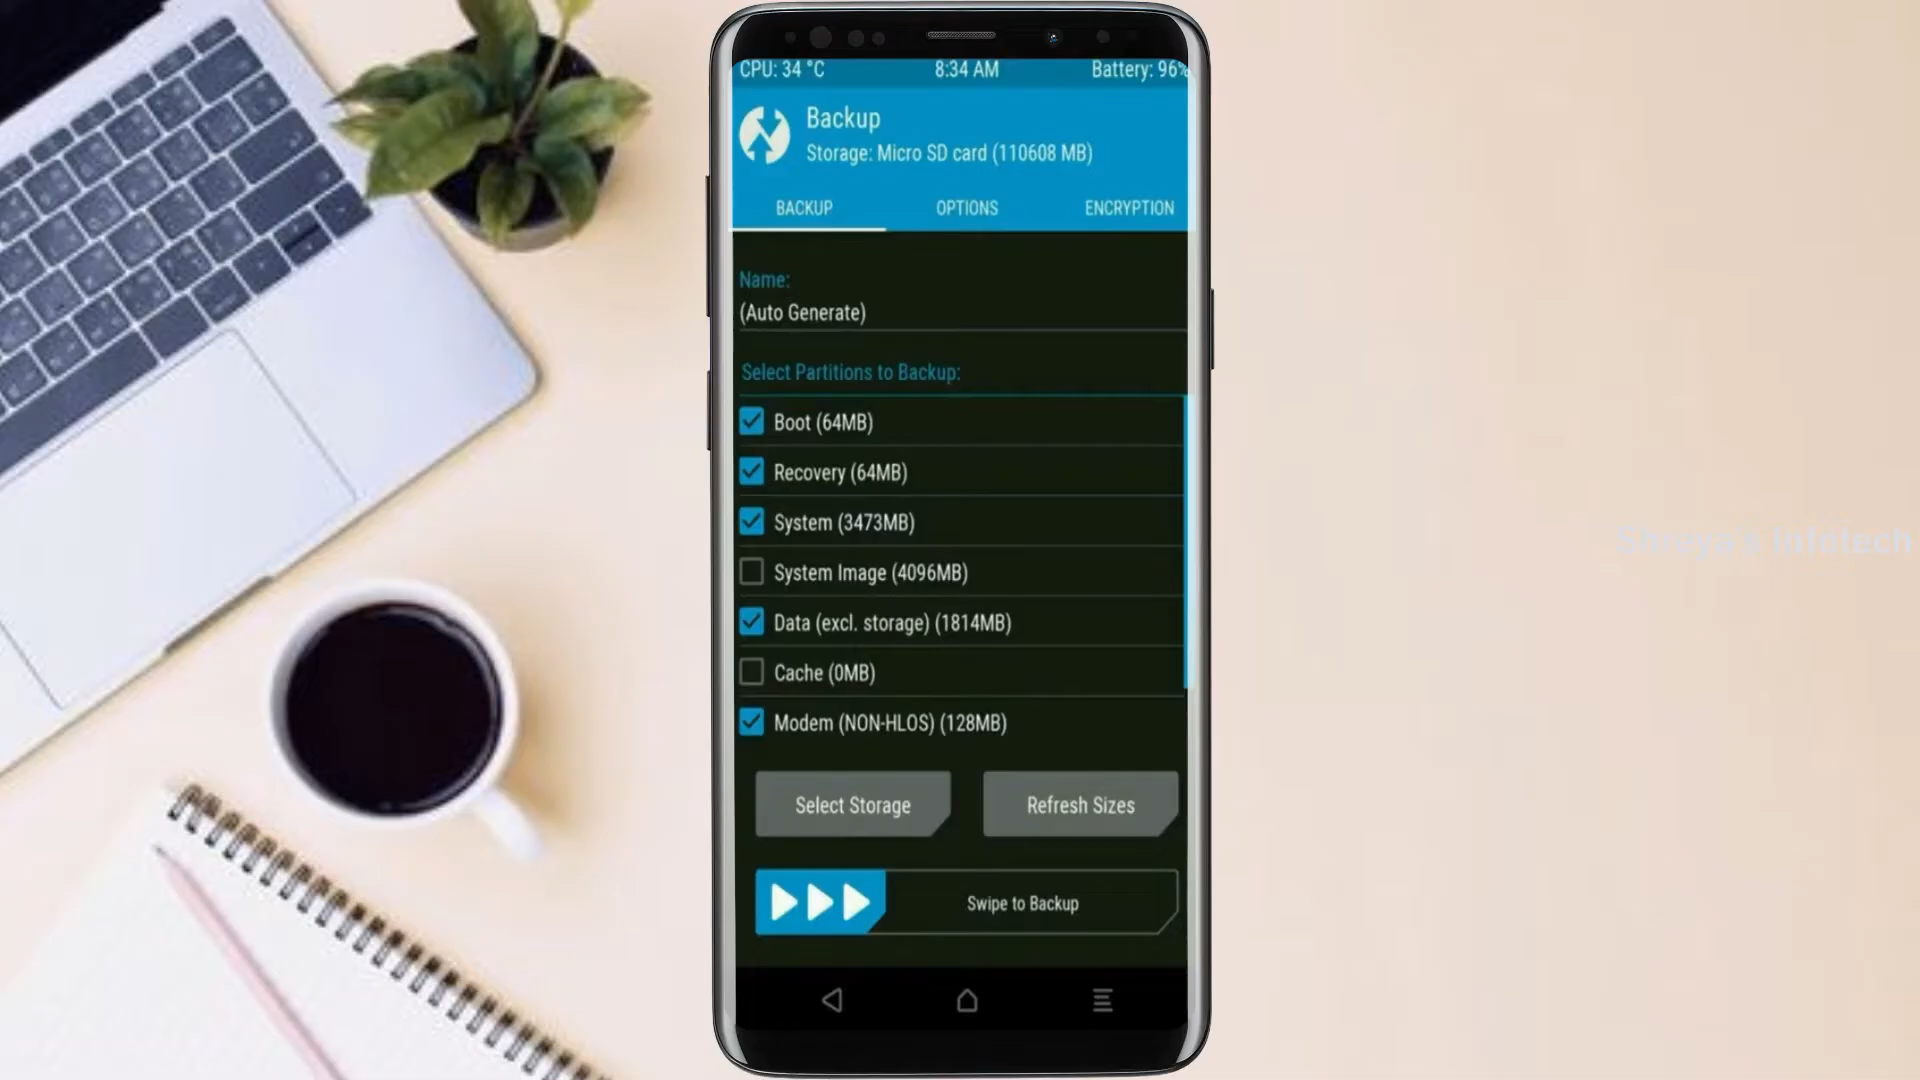 CPU: 34 °C 8:34 AM Battery: 96%
Backup
Storage: Micro SD card (110608 MB)
BACKUP OPTIONS ENCRYPTION
Name:
(Auto Generate)
Select Partitions to Backup:
Boot (64MB)
Recovery (64MB)
System (3473MB)
System Image (4096MB)
Data (excl. storage) (1814MB)
Cache (0MB)
Modem (NON-HLOS) (128MB)
Select Storage Refresh Sizes
Swipe to Backup
Shreya's Infotech